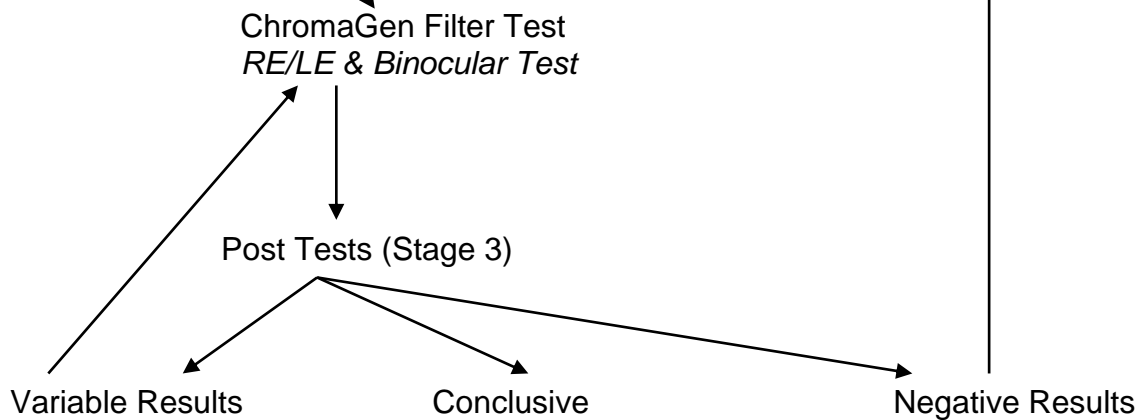 ChromaGen Filter Test
RE/LE & Binocular Test
Post Tests (Stage 3)
Variable Results
Conclusive
Negative Results